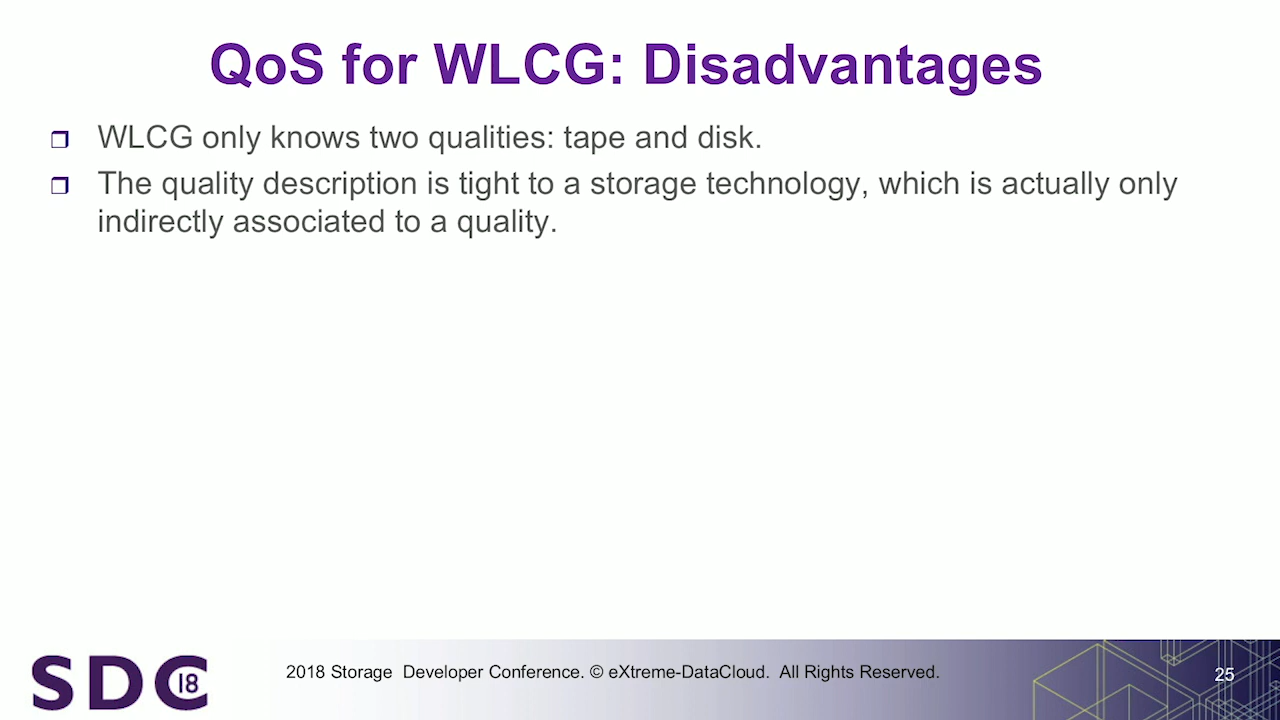 QoS for WLCG: Disadvantages
WLCG only knows two qualities: tape and disk.
The quality description is tight to a storage technology, which is actually only
indirectly associated to a quality.
SDC 18
2018 Storage  Developer Conference. © eXtreme-DataCloud.  All Rights Reserved.
25